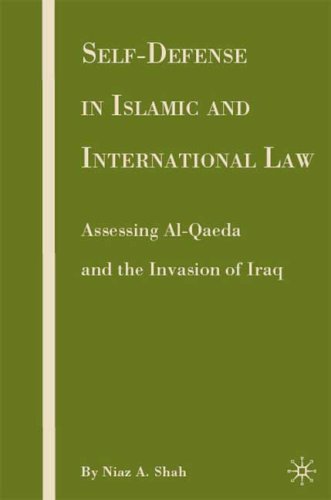 SELF-DEFENSE
IN ISLAMIC AND
INTERNATIONAL LAW
Assessing Al-Qaeda
and the Invasion of Iraq
By Niaz A. Shah